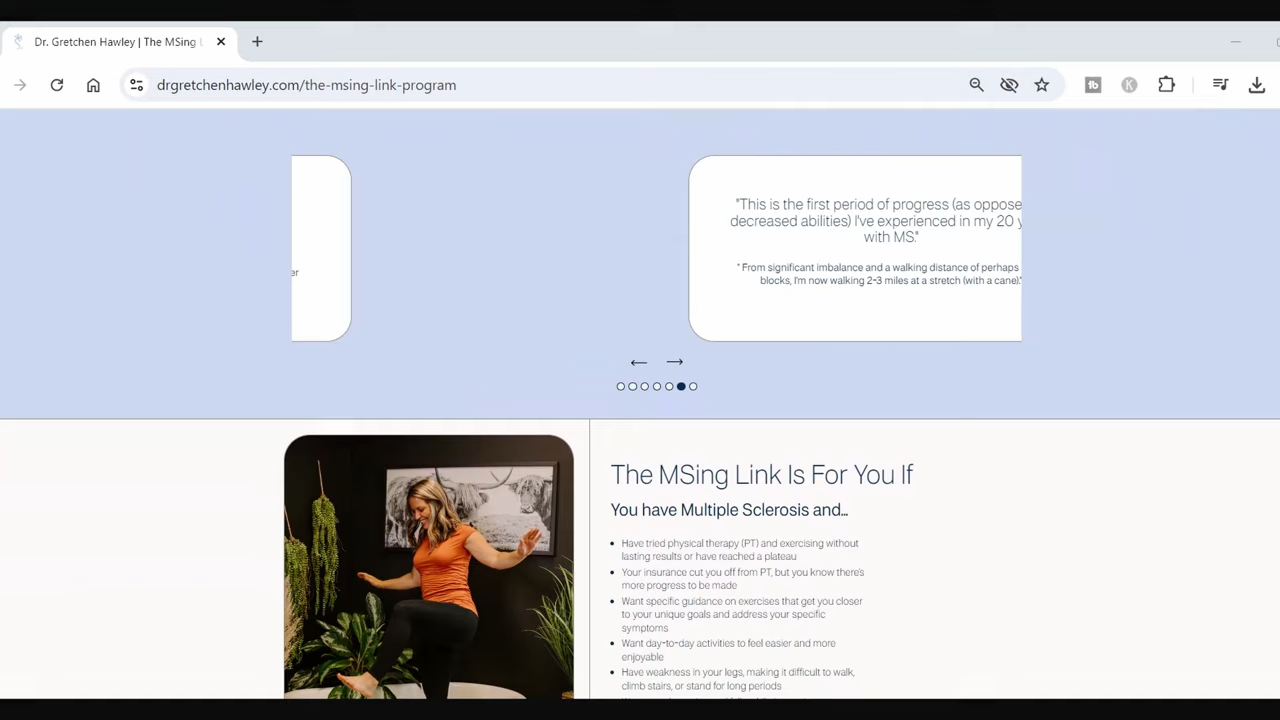 Dr. Gretchen Hawley | The MSing
drgretchenhawley.com/the-msing-link-program
er
"This is the first period of progress (as oppose
decreased abilities) I've experienced in my 20 y
with MS."
" From significant imbalance and a walking distance of perhaps
blocks, I'm now walking 2-3 miles at a stretch (with a cane)."
The MSing Link Is For You If
You have Multiple Sclerosis and...
Have tried physical therapy (PT) and exercising without
lasting results or have reached a plateau
Your insurance cut you off from PT, but you know there's
more progress to be made
Want specific guidance on exercises that get you closer
to your unique goals and address your specific
symptoms
Want day-to-day activities to feel easier and more
enjoyable
Have weakness in your legs, making it difficult to walk,
climb stairs, or stand for long periods